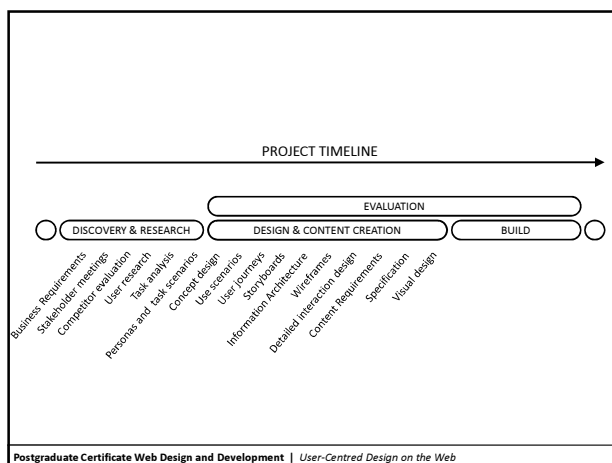 PROJECT TIMELINE
EVALUATION
DISCOVERY & RESEARCH
DESIGN & CONTENT CREATION
BUILD
Business Requirements
Stakeholder meetings
Competitor evaluation
User research
Task analysis
Personas and task scenarios
Concept design
Use scenarios
User journeys
Storyboards
Information Architecture
Wireframes
Detailed interaction design
Content Requirements
Specification
Visual design
Postgraduate Certificate Web Design and Development | User-Centred Design on the Web